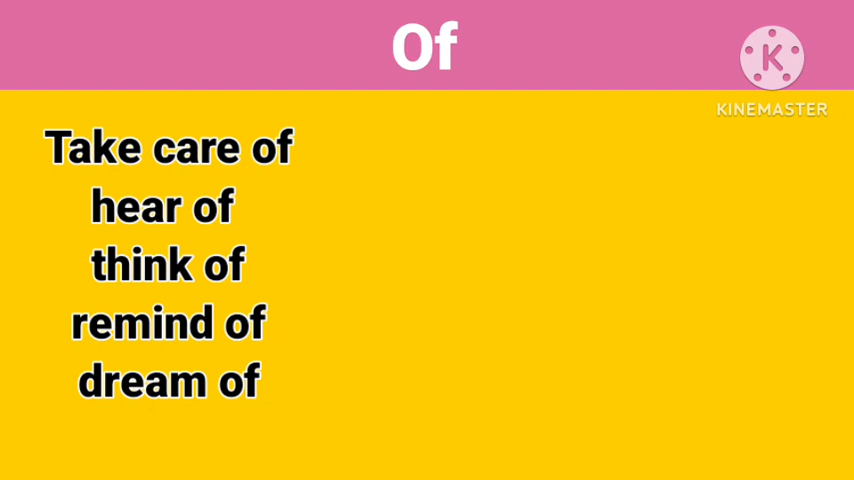 Of
K
KINEMASTER
Take care of
hear of
think of
remind of
dream of